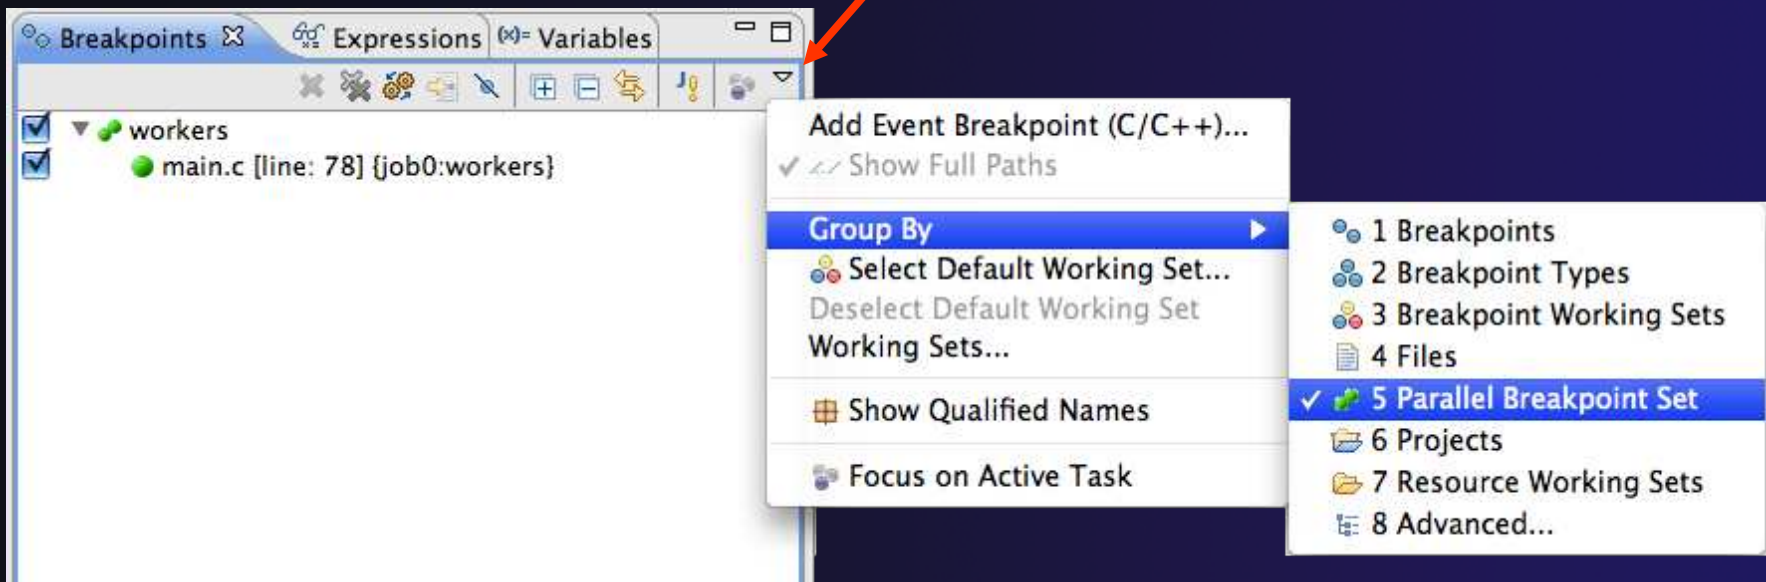 Breakpoints Expressions (x)= Variables
workers
main.c [line: 78] {job0:workers}
Add Event Breakpoint (C/C++)...
Show Full Paths
Group By
Select Default Working Set...
Deselect Default Working Set
Working Sets...
Show Qualified Names
Focus on Active Task
1 Breakpoints
2 Breakpoint Types
3 Breakpoint Working Sets
4 Files
5 Parallel Breakpoint Set
6 Projects
7 Resource Working Sets
8 Advanced...